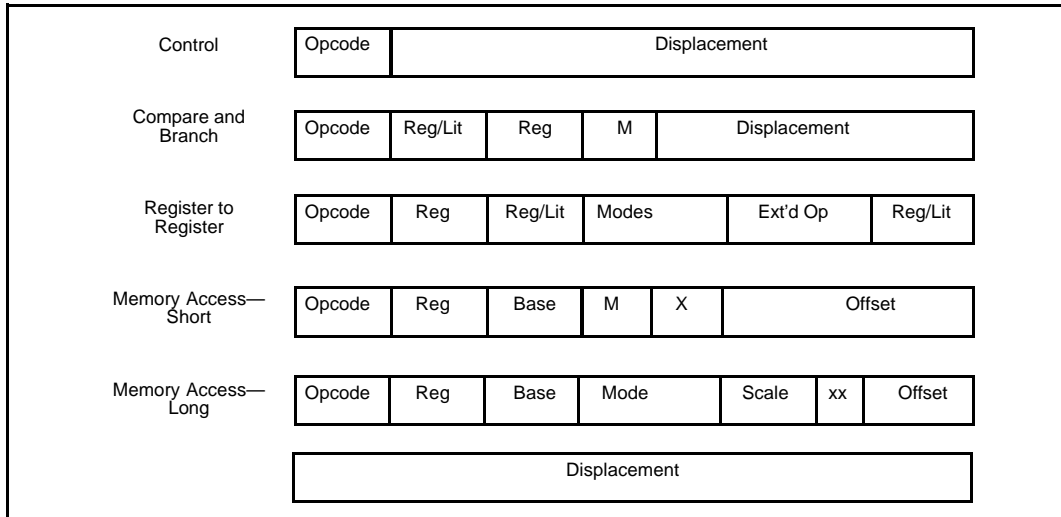 Control
Opcode Displacement
Compare and
Branch
Opcode Reg/Lit Reg M Displacement
Register to
Register
Opcode Reg Reg/Lit Modes Ext'd Op Reg/Lit
Memory Access—
Short
Opcode Reg Base M X Offset
Memory Access—
Long
Opcode Reg Base Mode Scale xx Offset
Displacement